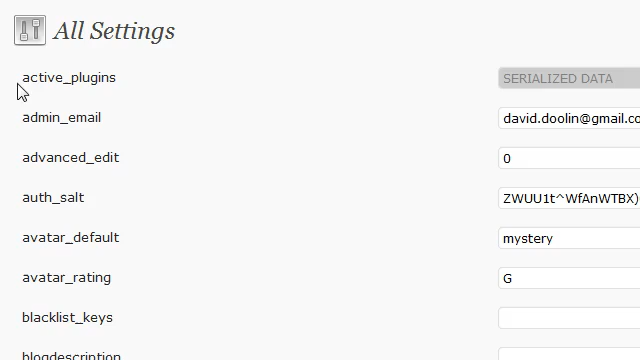 All Settings
active_plugins SERIALIZED DATA
admin_email david.doolin@gmail.co
advanced_edit 0
auth_salt ZWUU1t^WfAnWTBX)
avatar_default mystery
avatar_rating G
blacklist_keys
blogdescription